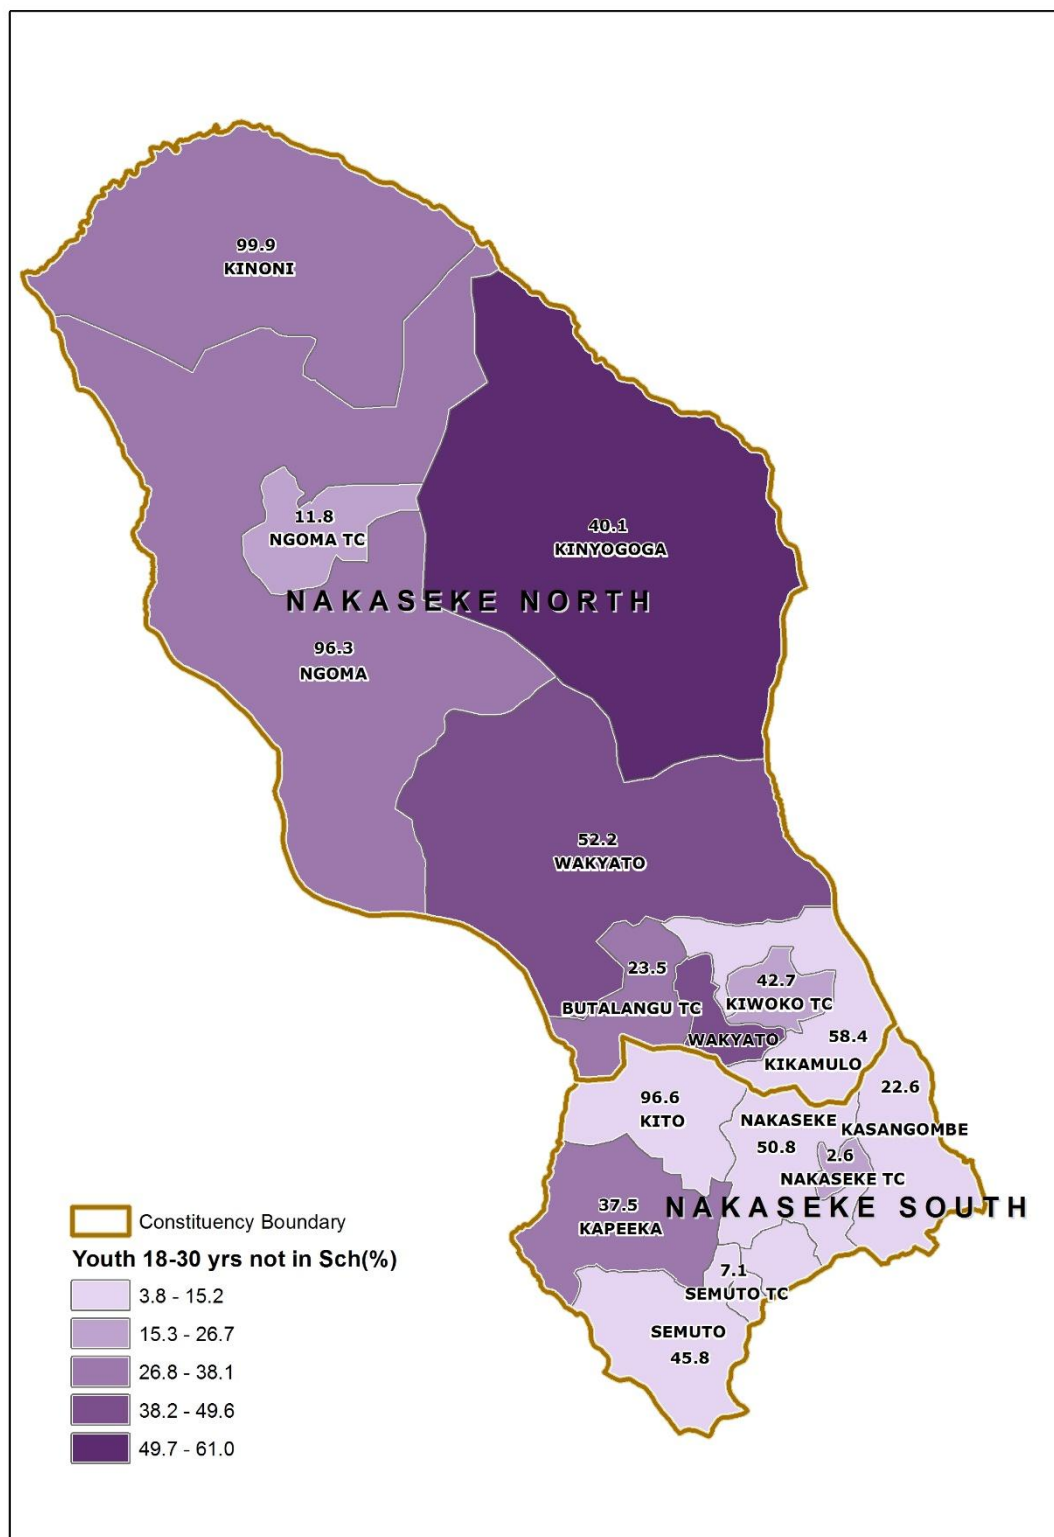 99.9
KINONI
11.8
NGOMA TC
40.1
KINYOGOGA
NAKASEKE NORTH
96.3
NGOMA
52.2
WAKYATO
23.5
BUTALANGU TC
42.7
KIWOKO TC
WAKYATO
58.4
KIKAMULO
96.6
KITO
NAKASEKE
50.8
22.6
KASANGOMBE
2.6
NAKASEKE TC
37.5
KAPEEKA
NAKASEKE SOUTH
7.1
SEMUTO TC
SEMUTO
45.8
Constituency Boundary
Youth 18-30 yrs not in Sch(%)
3.8 - 15.2
15.3 - 26.7
26.8 - 38.1
38.2 - 49.6
49.7 - 61.0